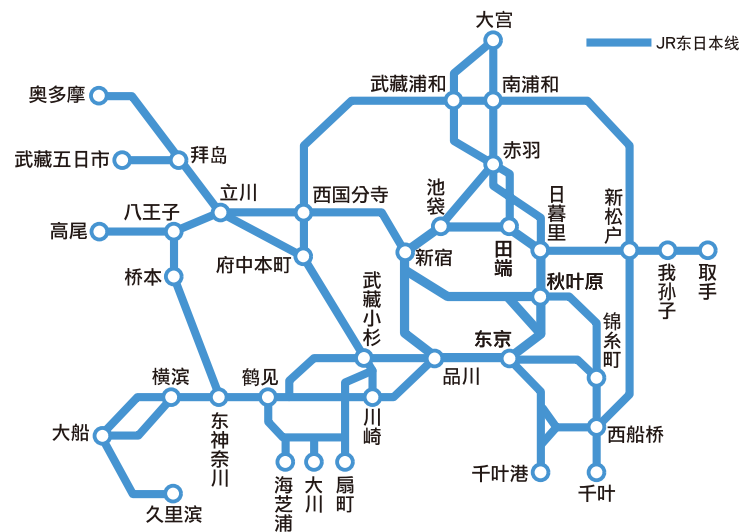 大宫
JR东日本线
奥多摩
武藏浦和
南浦和
武藏五日市
拜岛
赤羽
立川
西国分寺
池袋
日暮里
新松户
八王子
高尾
府中本町
新宿
田端
我孙子
取手
桥本
武藏小杉
秋叶原
锦糸町
东京
横滨
鹤见
品川
大船
东神奈川
川崎
西船桥
千叶港
千叶
海芝浦
大川
扇町
久里滨